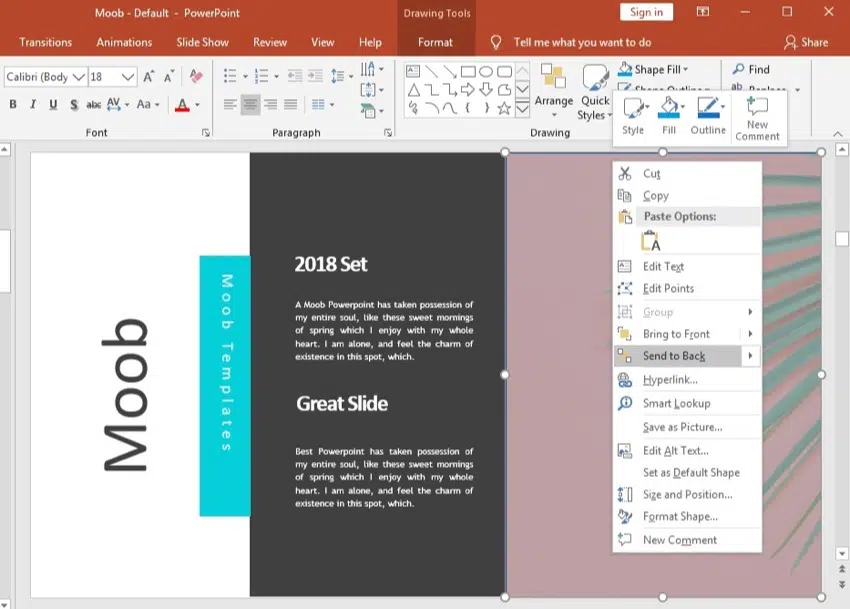 Moob - Default - PowerPoint
Drawing Tools
Sign in
Transitions
Animations
Slide Show
Review
View
Help
Format
Tell me what you want to do
Share
Calibri (Body
18
A
A
Shape Fill
Find
B I U S abc AV Aa A
Arrange
Quick
Styles
Font
Paragraph
Drawing
Style
Fill
Outline
New
Comment
Cut
Copy
Paste Options:
A
Edit Text
Edit Points
Group
Bring to Front
Send to Back
Hyperlink...
Smart Lookup
Save as Picture...
Edit Alt Text...
Set as Default Shape
Size and Position...
Format Shape...
New Comment
Moob
Moob Templates
2018 Set
A Moob Powerpoint has taken possession of
my entire soul, like these sweet mornings
of spring which I enjoy with my whole
heart. I am alone, and feel the charm of
existence in this spot, which.
Great Slide
Best Powerpoint has taken possession of
my entire soul, like these sweet mornings
of spring which I enjoy with my whole
heart. I am alone, and feel the charm of
existence in this spot, which.